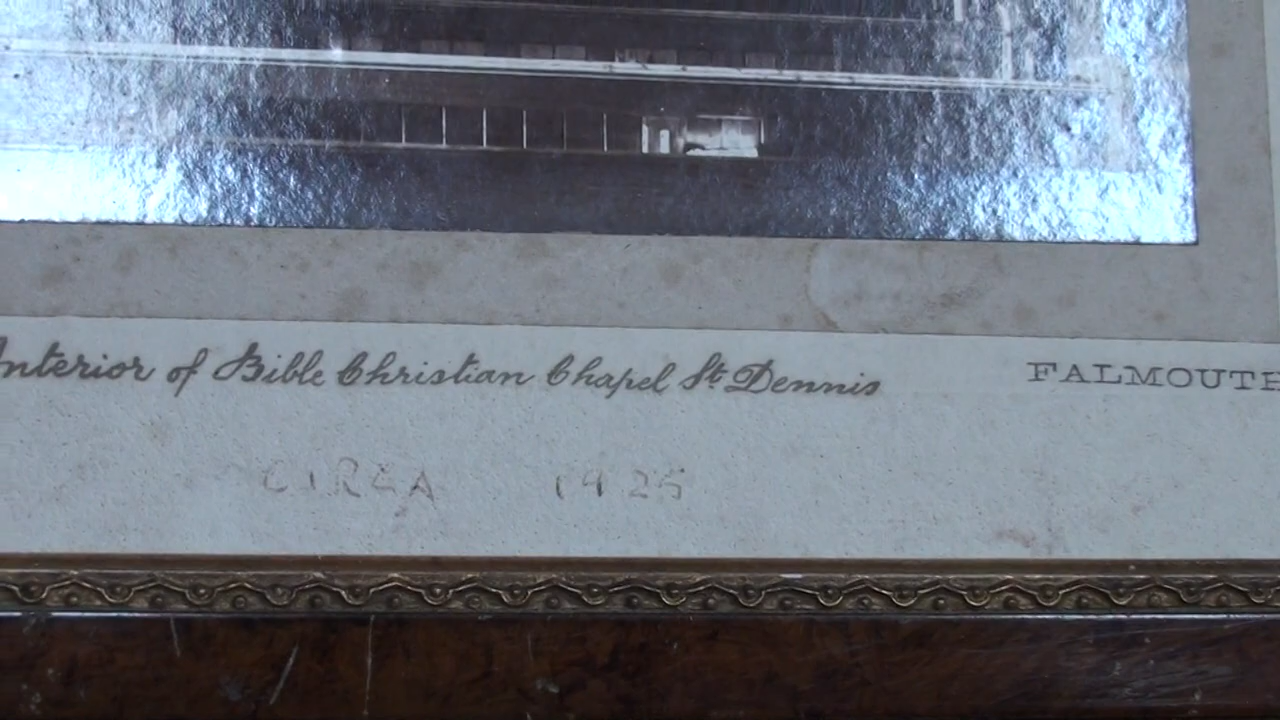 Interior of Bible Christian Chapel St Dennis
FALMOUTH
CIRCA 1925